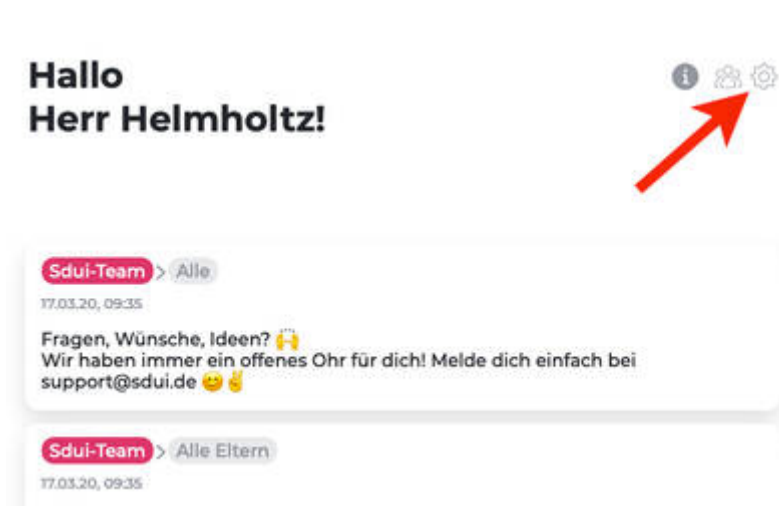 Hallo
Herr Helmholtz!
Sdui-Team > Alle
17.03.20, 09:35
Fragen, Wünsche, Ideen? 🙌
Wir haben immer ein offenes Ohr für dich! Melde dich einfach bei
support@sdui.de 😊✌️
Sdui-Team > Alle Eltern
17.03.20, 09:35